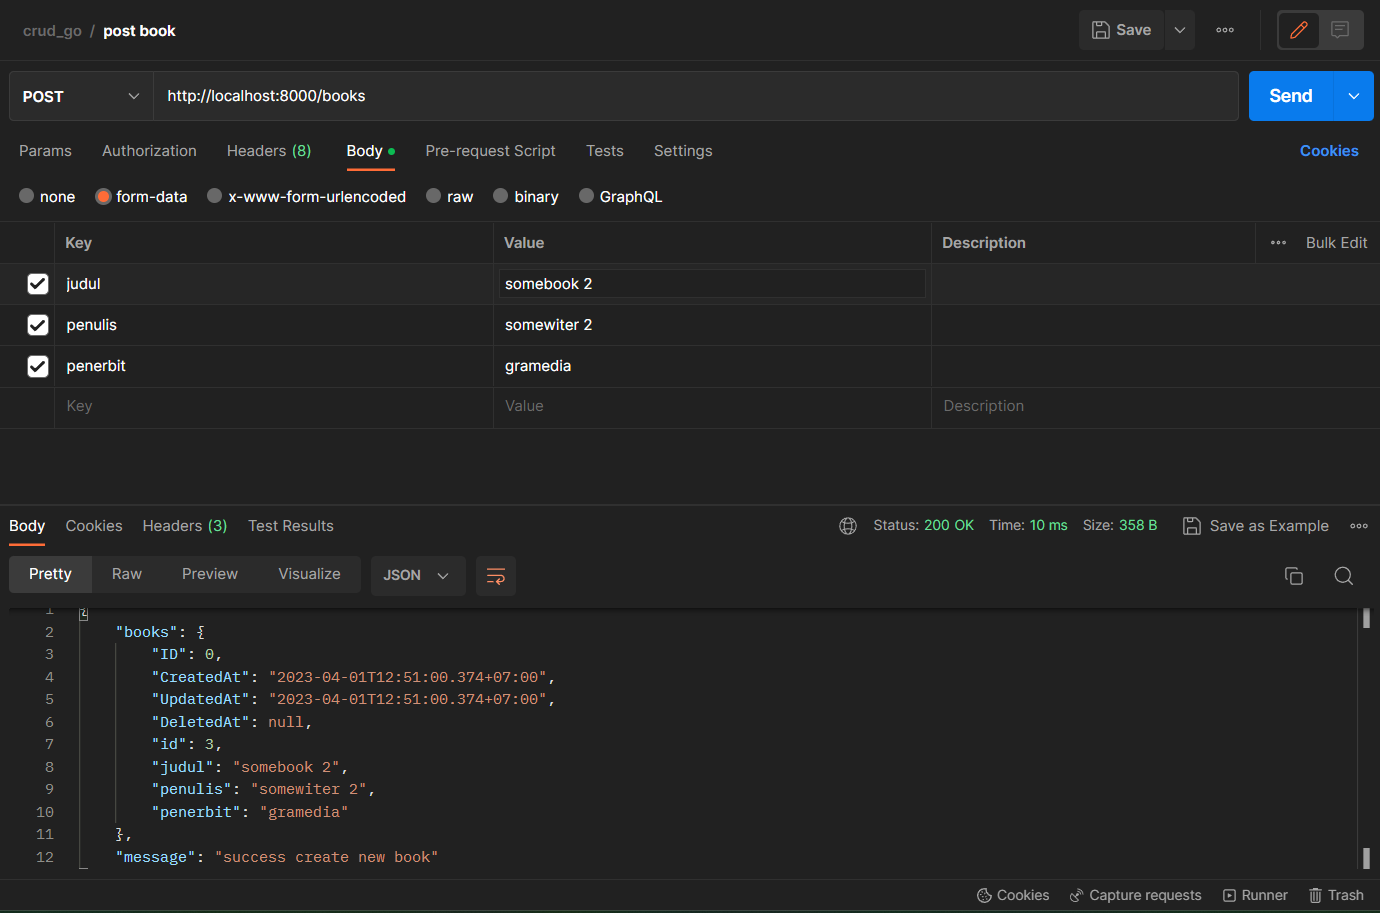 crud_go / post book
Save
POST
http://localhost:8000/books
Send
Params Authorization Headers (8) Body Pre-request Script Tests Settings Cookies
none form-data x-www-form-urlencoded raw binary GraphQL
Key Value Description Bulk Edit
judul somebook 2
penulis somewiter 2
penerbit gramedia
Key Value Description
Body Cookies Headers (3) Test Results Status: 200 OK Time: 10 ms Size: 358 B Save as Example
Pretty Raw Preview Visualize JSON
1 {
2 "books": {
3 "ID": 0,
4 "CreatedAt": "2023-04-01T12:51:00.374+07:00",
5 "UpdatedAt": "2023-04-01T12:51:00.374+07:00",
6 "DeletedAt": null,
7 "id": 3,
8 "judul": "somebook 2",
9 "penulis": "somewiter 2",
10 "penerbit": "gramedia"
11 },
12 "message": "success create new book"
Cookies Capture requests Runner Trash